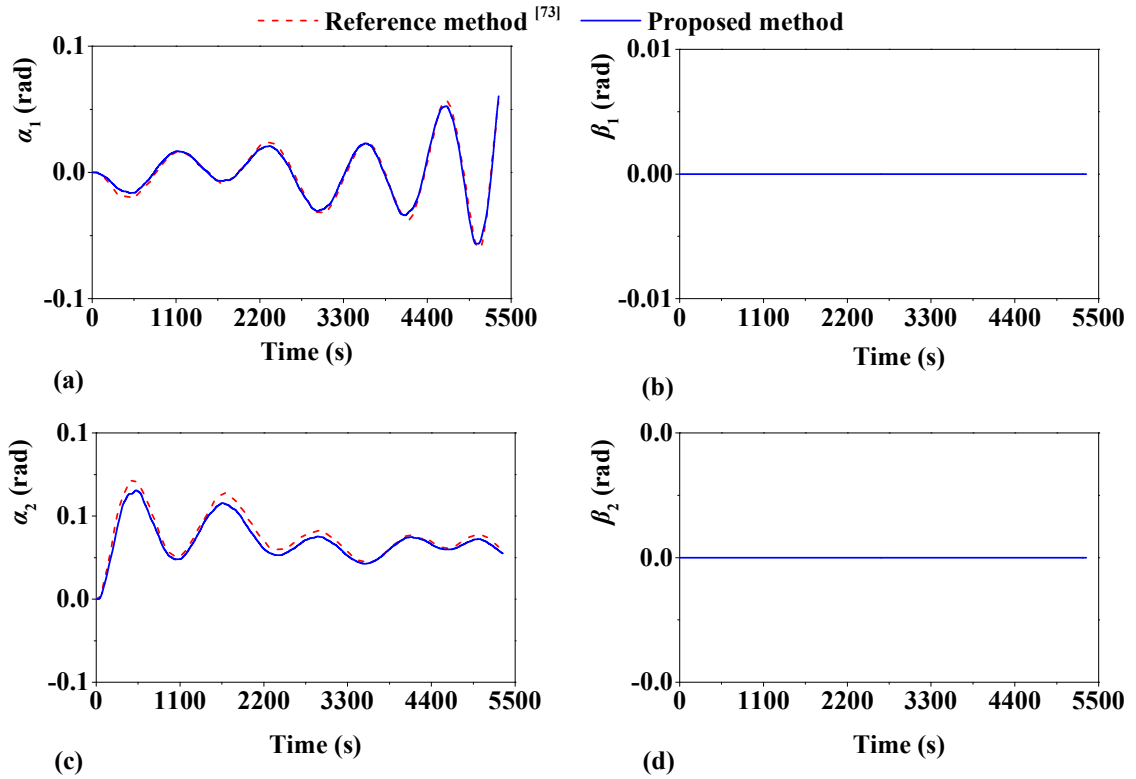 Reference method [73] Proposed method
α1 (rad)
0.1
0.0
-0.1
0 1100 2200 3300 4400 5500
Time (s)
(a)
β1 (rad)
0.01
0.00
-0.01
0 1100 2200 3300 4400 5500
Time (s)
(b)
α2 (rad)
0.1
0.1
0.0
-0.1
0 1100 2200 3300 4400 5500
Time (s)
(c)
β2 (rad)
0.0
0.0
-0.0
0 1100 2200 3300 4400 5500
Time (s)
(d)